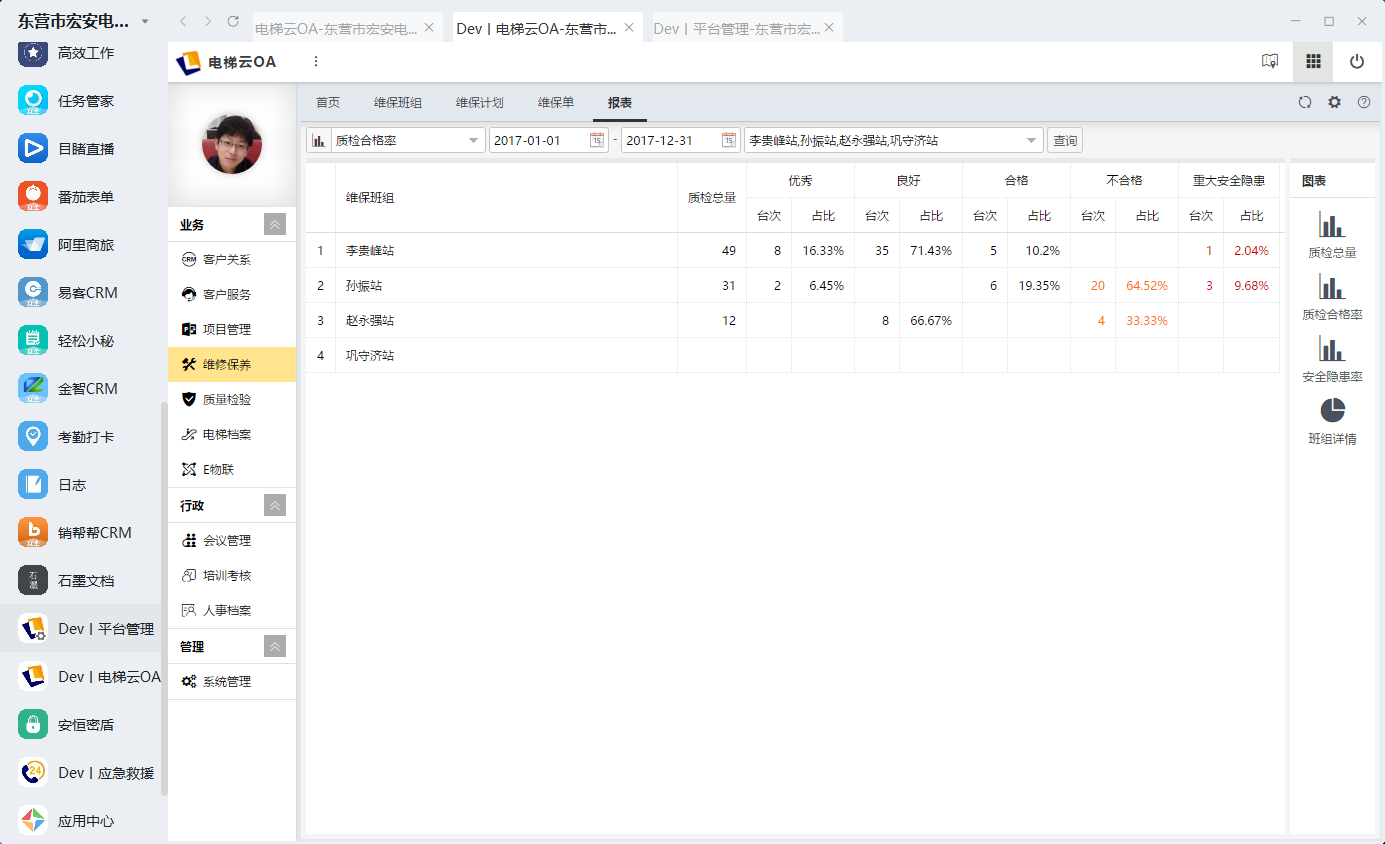 东营市宏安电...
电梯云OA-东营市宏安电...
Dev丨电梯云OA-东营市...
Dev丨平台管理-东营市宏...
高效工作
任务管家
目睹直播
番茄表单
阿里商旅
易客CRM
轻松小秘
金智CRM
考勤打卡
日志
销帮帮CRM
石墨文档
Dev丨平台管理
Dev丨电梯云OA
安恒密盾
Dev丨应急救援
应用中心
电梯云OA
业务
客户关系
客户服务
项目管理
维修保养
质量检验
电梯档案
E物联
行政
会议管理
培训考核
人事档案
管理
系统管理
首页 维保班组 维保计划 维保单 报表
质检合格率 2017-01-01 - 2017-12-31 李贵峰站,孙振站,赵永强站,巩守济站 查询
维保班组 质检总量 优秀 良好 合格 不合格 重大安全隐患
台次 占比 台次 占比 台次 占比 台次 占比 台次 占比
1 李贵峰站 49 8 16.33% 35 71.43% 5 10.2% 1 2.04%
2 孙振站 31 2 6.45% 6 19.35% 20 64.52% 3 9.68%
3 赵永强站 12 8 66.67% 4 33.33%
4 巩守济站
图表
质检总量
质检合格率
安全隐患率
班组详情